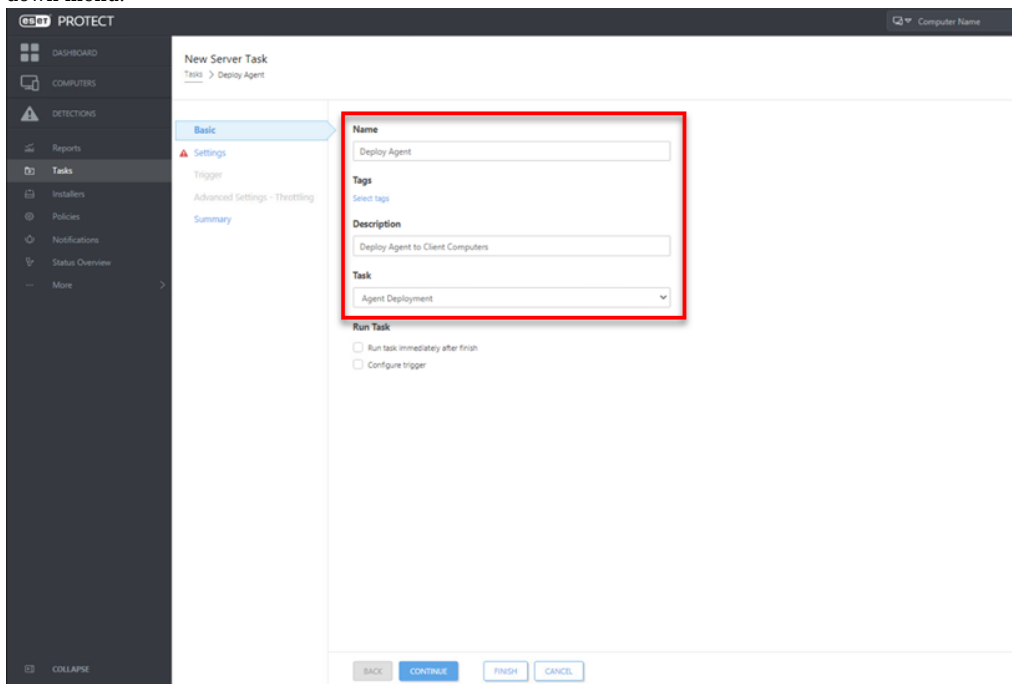 down menu.
eset PROTECT
Computer Name
DASHBOARD
COMPUTERS
DETECTIONS
Reports
Tasks
Installers
Policies
Notifications
Status Overview
More
COLLAPSE
New Server Task
Tasks > Deploy Agent
Basic
Settings
Trigger
Advanced Settings - Throttling
Summary
Name
Deploy Agent
Tags
Select tags
Description
Deploy Agent to Client Computers
Task
Agent Deployment
Run Task
Run task immediately after finish
Configure trigger
BACK CONTINUE FINISH CANCEL